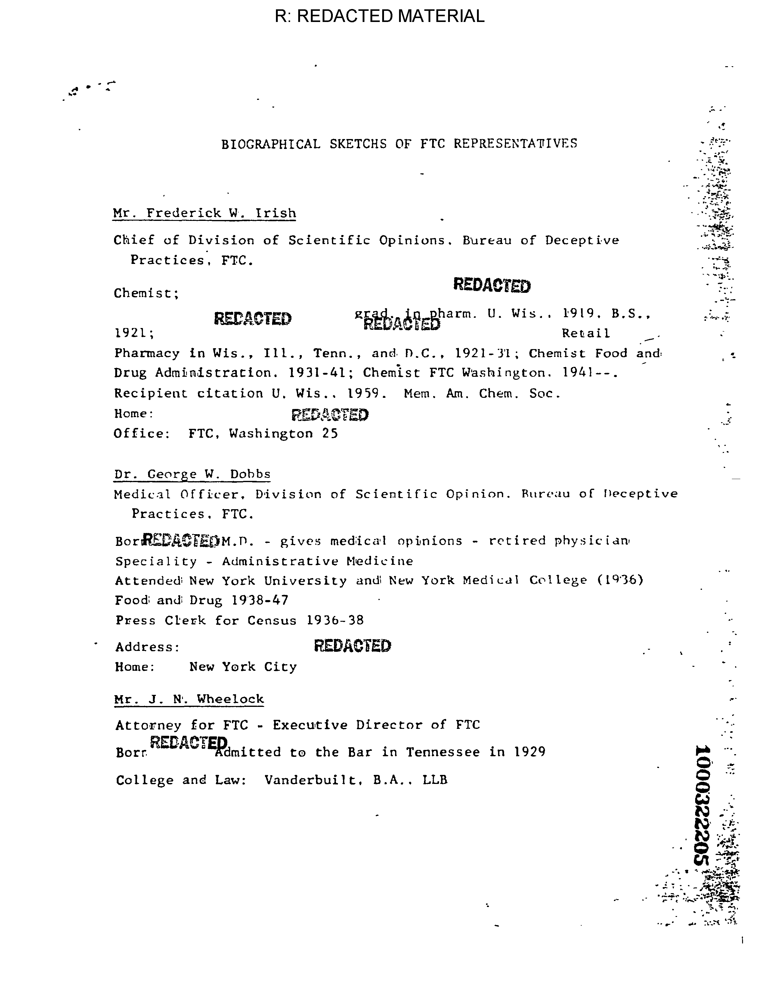 R: REDACTED MATERIAL
BIOGRAPHICAL SKETCHS OF FTC REPRESENTATIVES
Mr. Frederick W. Irish
Chief of Division of Scientific Opinions. Bureau of Deceptive
Practices, FTC.
REDACTED
Chemist;
REDACTED grad. in pharm. U. Wis., 1919, B.S.,
REDACTED
1921; Retail
Pharmacy in Wis., Ill., Tenn., and D.C., 1921-31; Chemist Food and
Drug Administration. 1931-41; Chemist FTC Washington. 1941--.
Recipient citation U. Wis., 1959. Mem. Am. Chem. Soc.
Home: REDACTED
Office: FTC, Washington 25
Dr. George W. Dobbs
Medical Officer, Division of Scientific Opinion. Bureau of Deceptive
Practices. FTC.
Bor REDACTED M.D. - gives medical opinions - retired physician
Speciality - Administrative Medicine
Attended New York University and New York Medical College (1936)
Food and Drug 1938-47
Press Clerk for Census 1936-38
Address: REDACTED
Home: New York City
Mr. J. N. Wheelock
Attorney for FTC - Executive Director of FTC
Born REDACTED Admitted to the Bar in Tennessee in 1929
College and Law: Vanderbuilt, B.A., LLB
1000322205